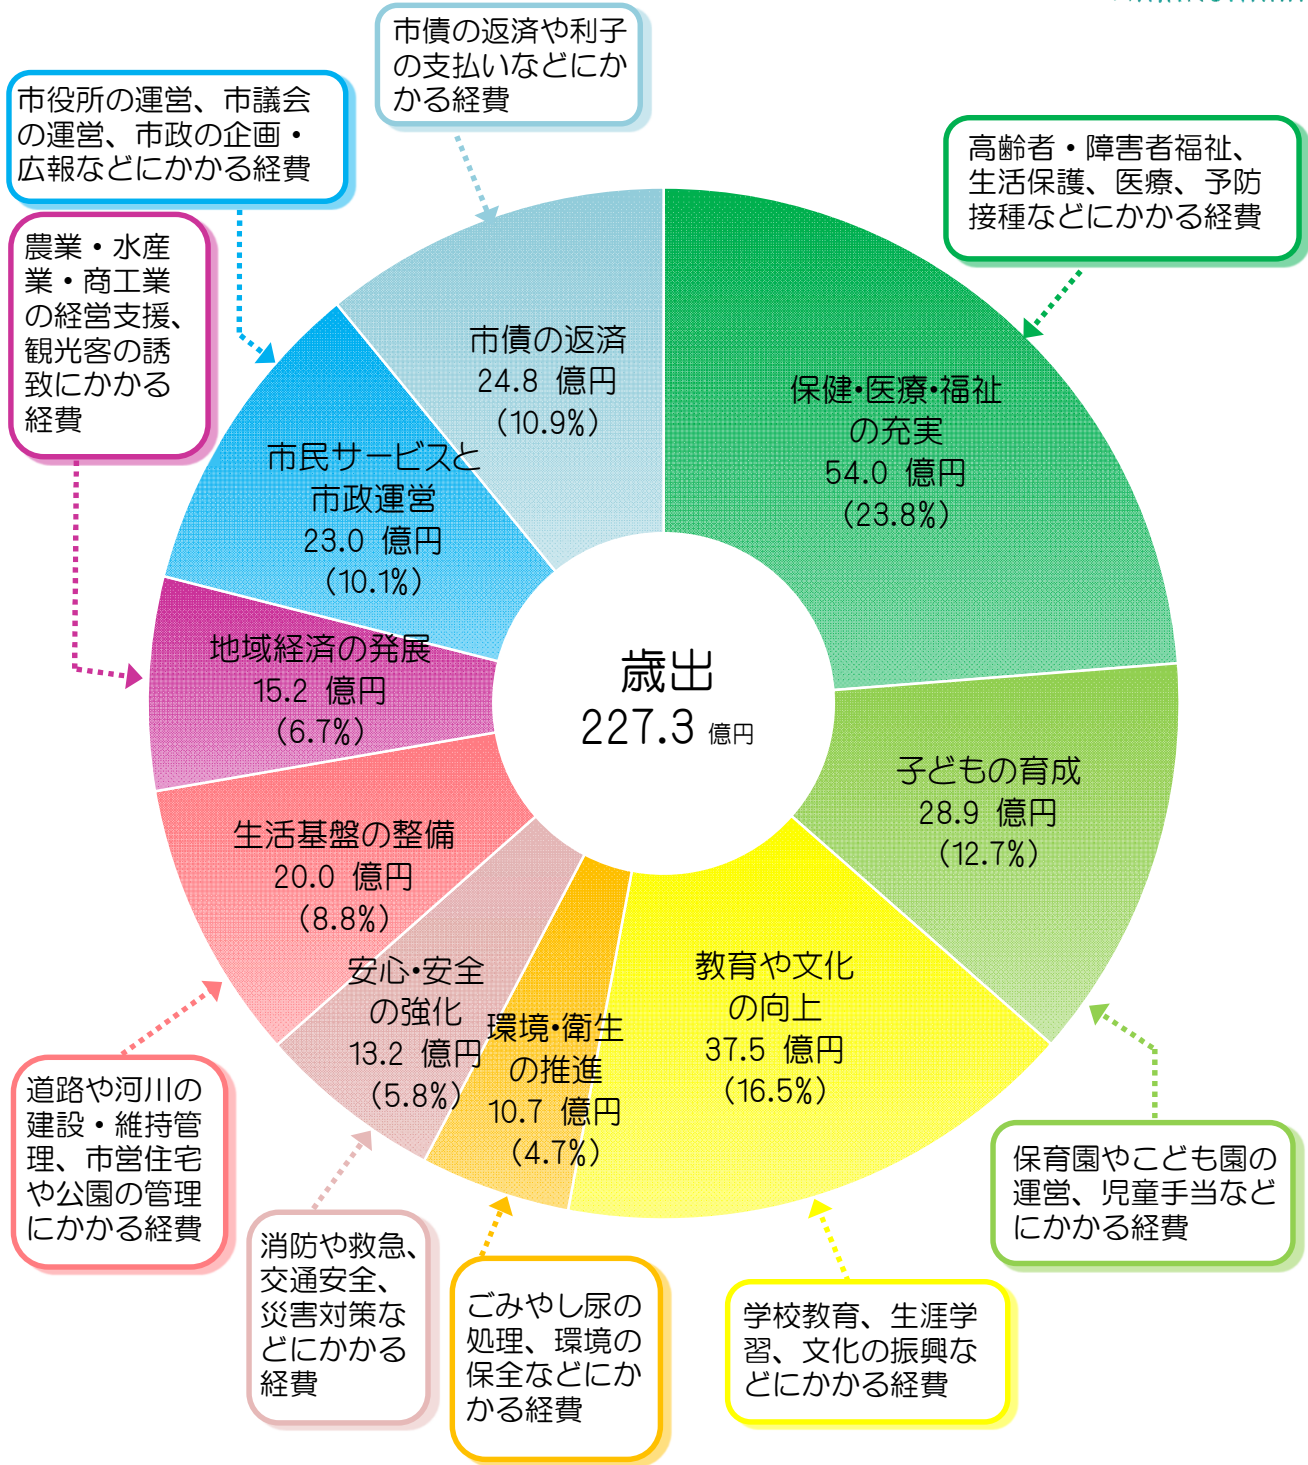 市債の返済や利子
の支払いなどにか
かる経費
市役所の運営、市議会
の運営、市政の企画・
広報などにかかる経費
高齢者・障害者福祉、
生活保護、医療、予防
接種などにかかる経費
農業・水産
業・商工業
の経営支援、
観光客の誘
致にかかる
経費
市債の返済
24.8 億円
(10.9%)
保健・医療・福祉
の充実
54.0 億円
(23.8%)
市民サービスと
市政運営
23.0 億円
(10.1%)
地域経済の発展
15.2 億円
(6.7%)
歳出
227.3 億円
子どもの育成
28.9 億円
(12.7%)
生活基盤の整備
20.0 億円
(8.8%)
安心・安全
の強化
13.2 億円
(5.8%)
環境・衛生
の推進
10.7 億円
(4.7%)
教育や文化
の向上
37.5 億円
(16.5%)
道路や河川の
建設・維持管
理、市営住宅
や公園の管理
にかかる経費
消防や救急、
交通安全、
災害対策な
どにかかる
経費
ごみやし尿の
処理、環境の
保全などにか
かる経費
学校教育、生涯学
習、文化の振興な
どにかかる経費
保育園やこども園の
運営、児童手当など
にかかる経費